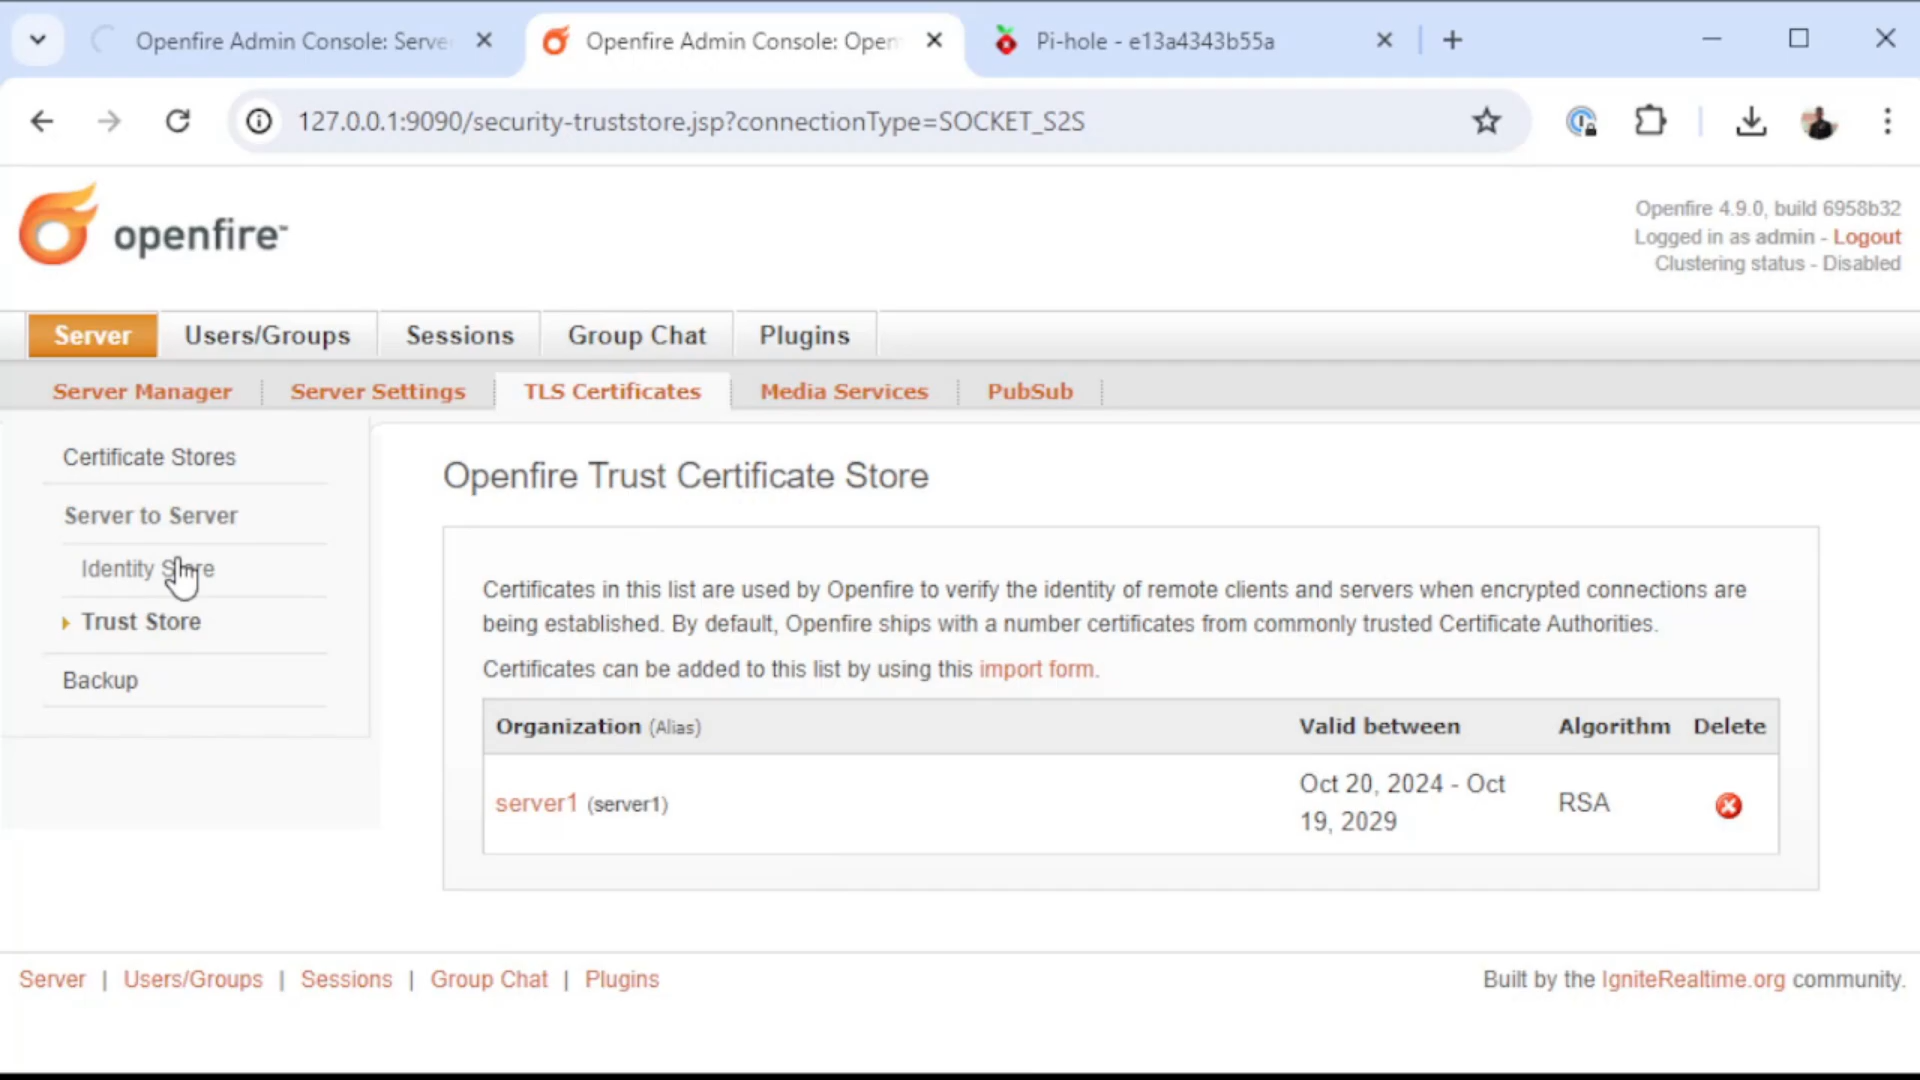 Openfire Admin Console: Serve
Openfire Admin Console: Open
Pi-hole - e13a4343b55a
127.0.0.1:9090/security-truststore.jsp?connectionType=SOCKET_S2S
openfire™
Openfire 4.9.0, build 6958b32
Logged in as admin - Logout
Clustering status - Disabled
Server
Users/Groups
Sessions
Group Chat
Plugins
Server Manager
Server Settings
TLS Certificates
Media Services
PubSub
Certificate Stores
Server to Server
Identity Store
Trust Store
Backup
Openfire Trust Certificate Store
Certificates in this list are used by Openfire to verify the identity of remote clients and servers when encrypted connections are
being established. By default, Openfire ships with a number certificates from commonly trusted Certificate Authorities.
Certificates can be added to this list by using this import form.
Organization (Alias) Valid between Algorithm Delete
server1 (server1)
Oct 20, 2024 - Oct
19, 2029
RSA
Server | Users/Groups | Sessions | Group Chat | Plugins
Built by the IgniteRealtime.org community.